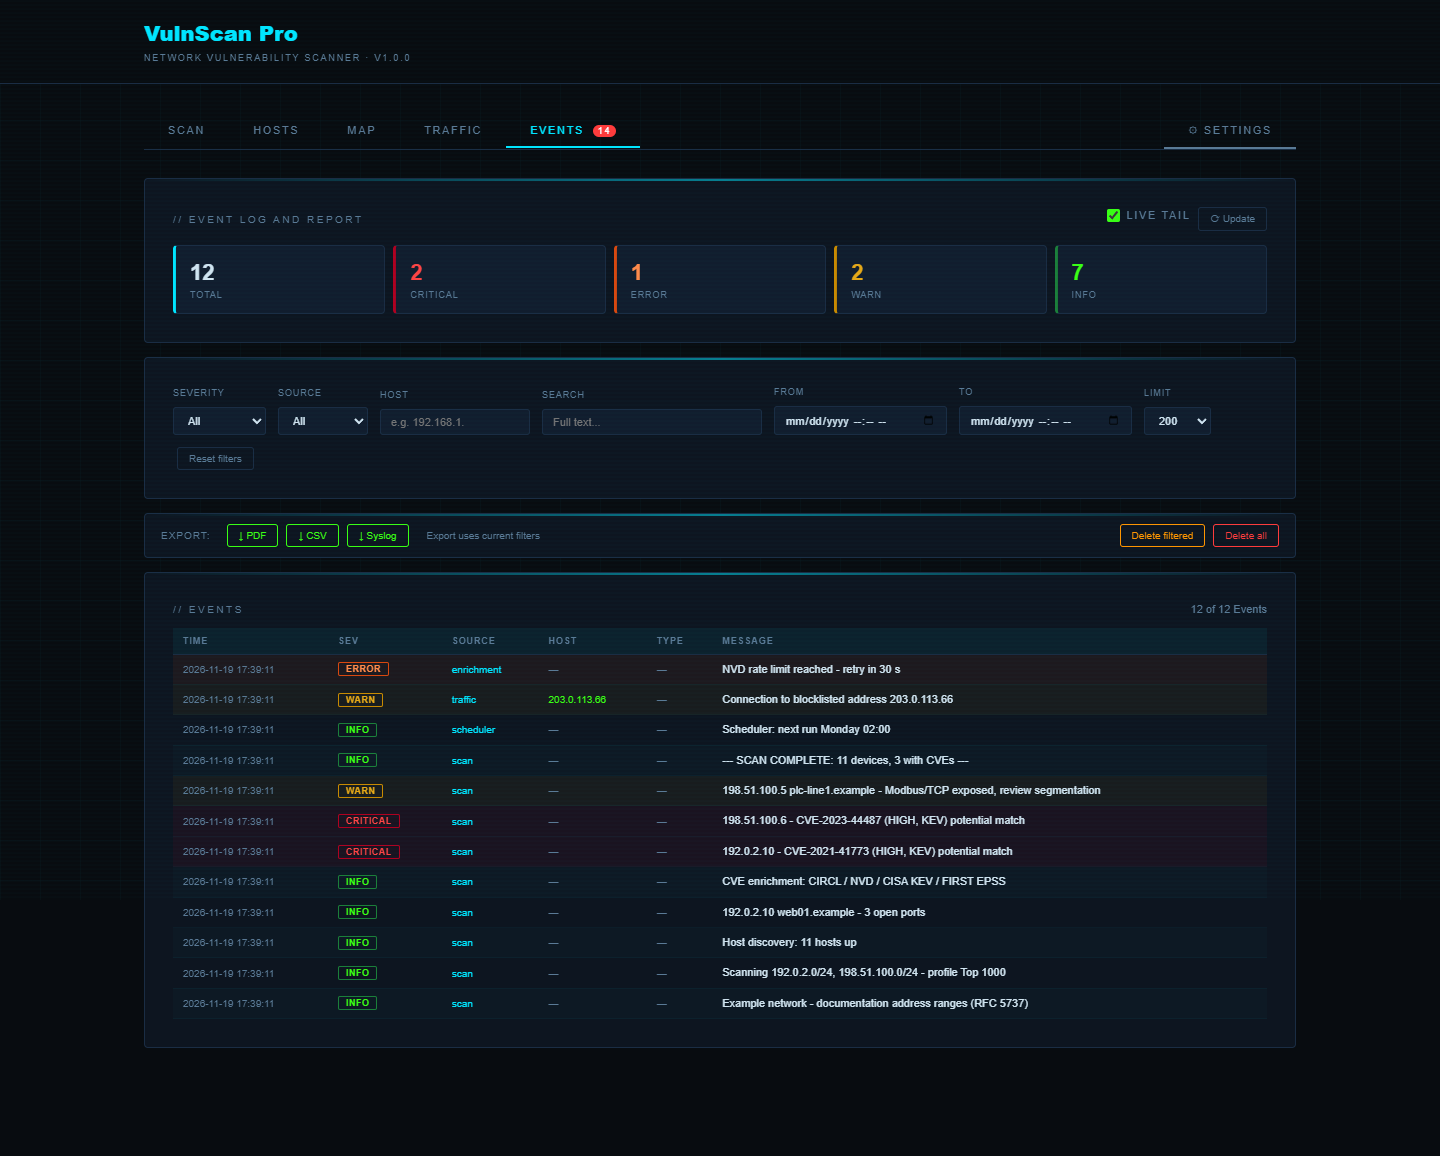 VulnScan Pro
NETWORK VULNERABILITY SCANNER · V1.0.0
SCAN HOSTS MAP TRAFFIC EVENTS 14 ⚙ SETTINGS
// EVENT LOG AND REPORT LIVE TAIL ⟳ Update
12 2 1 2 7
TOTAL CRITICAL ERROR WARN INFO
SEVERITY SOURCE HOST SEARCH FROM TO LIMIT
All All e.g. 192.168.1. Full text... mm/dd/yyyy --:-- -- mm/dd/yyyy --:-- -- 200
Reset filters
EXPORT: ↓ PDF ↓ CSV ↓ Syslog Export uses current filters Delete filtered Delete all
// EVENTS 12 of 12 Events
TIME SEV SOURCE HOST TYPE MESSAGE
2026-11-19 17:39:11 ERROR enrichment — — NVD rate limit reached - retry in 30 s
2026-11-19 17:39:11 WARN traffic 203.0.113.66 — Connection to blocklisted address 203.0.113.66
2026-11-19 17:39:11 INFO scheduler — — Scheduler: next run Monday 02:00
2026-11-19 17:39:11 INFO scan — — --- SCAN COMPLETE: 11 devices, 3 with CVEs ---
2026-11-19 17:39:11 WARN scan — — 198.51.100.5 plc-line1.example - Modbus/TCP exposed, review segmentation
2026-11-19 17:39:11 CRITICAL scan — — 198.51.100.6 - CVE-2023-44487 (HIGH, KEV) potential match
2026-11-19 17:39:11 CRITICAL scan — — 192.0.2.10 - CVE-2021-41773 (HIGH, KEV) potential match
2026-11-19 17:39:11 INFO scan — — CVE enrichment: CIRCL / NVD / CISA KEV / FIRST EPSS
2026-11-19 17:39:11 INFO scan — — 192.0.2.10 web01.example - 3 open ports
2026-11-19 17:39:11 INFO scan — — Host discovery: 11 hosts up
2026-11-19 17:39:11 INFO scan — — Scanning 192.0.2.0/24, 198.51.100.0/24 - profile Top 1000
2026-11-19 17:39:11 INFO scan — — Example network - documentation address ranges (RFC 5737)